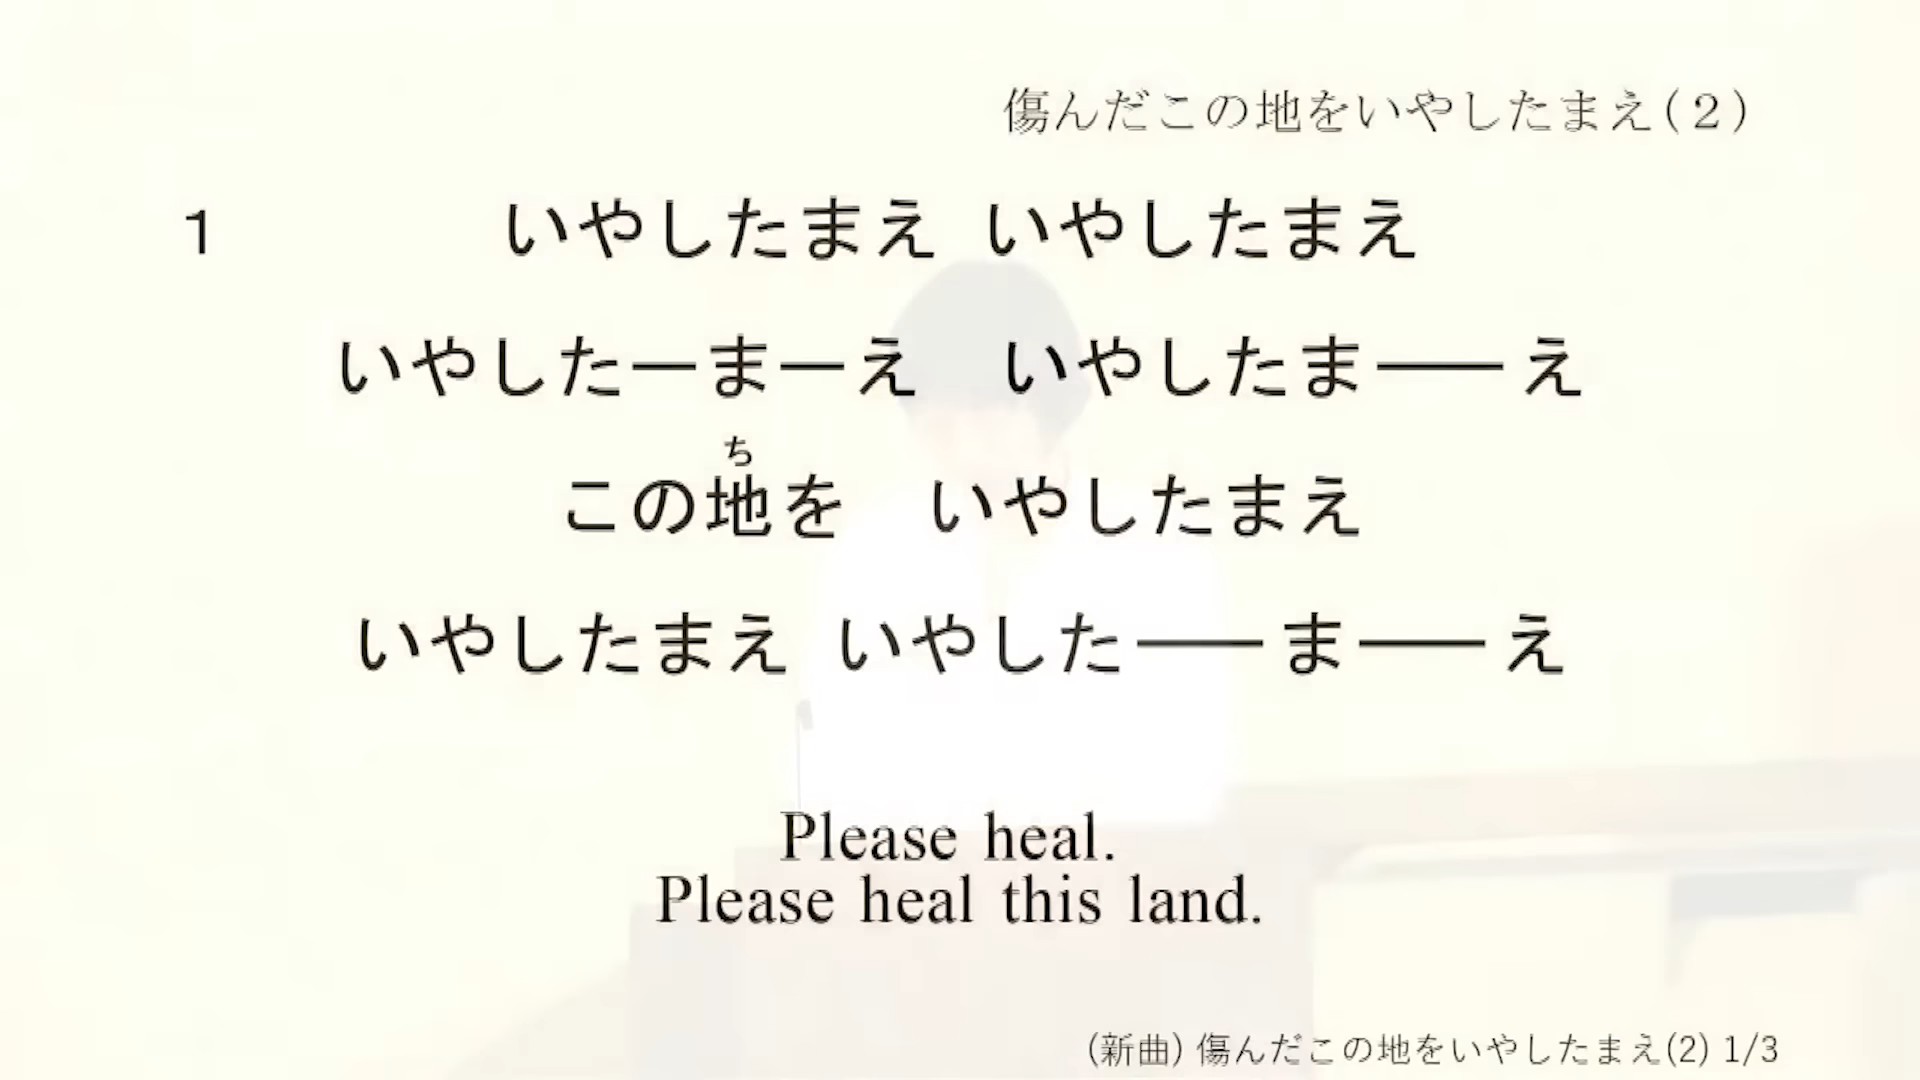 傷んだこの地をいやしたまえ(２)
1 いやしたまえ いやしたまえ
いやしたーまーえ いやしたま――え
ち
この地を いやしたまえ
いやしたまえ いやした――ま――え
Please heal.
Please heal this land.
(新曲) 傷んだこの地をいやしたまえ(2) 1/3